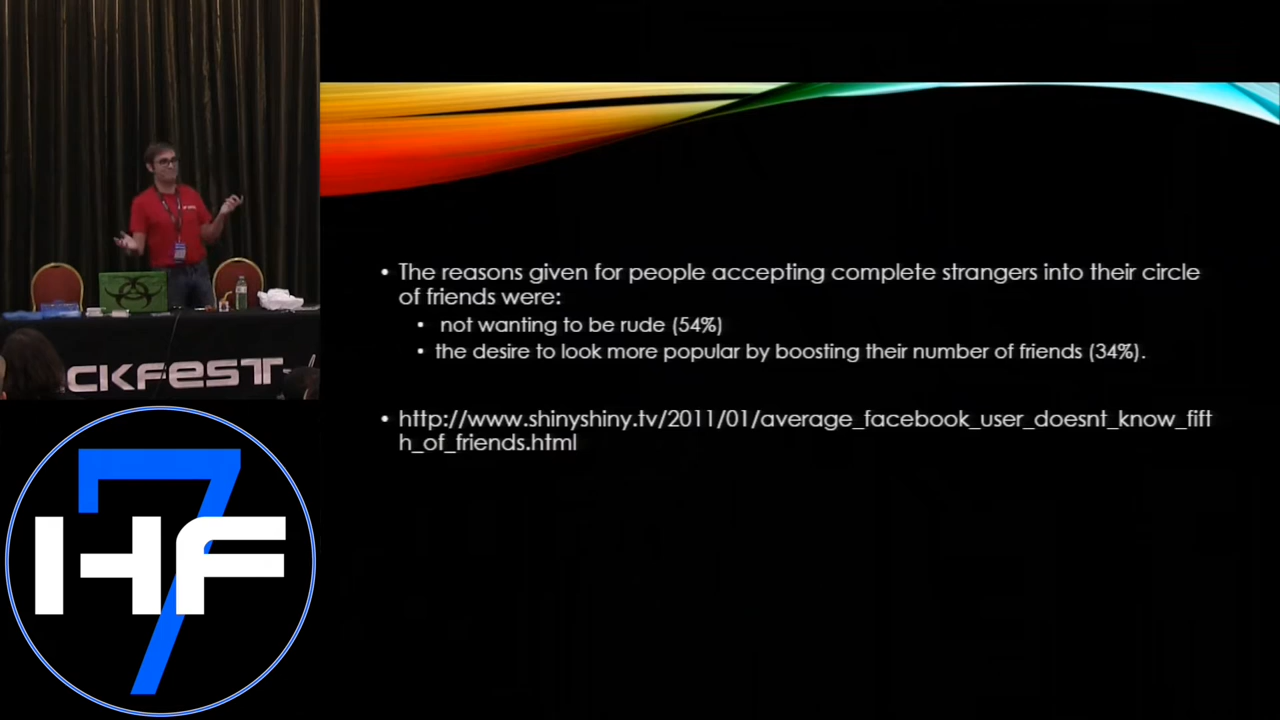 • The reasons given for people accepting complete strangers into their circle
of friends were:
• not wanting to be rude (54%)
• the desire to look more popular by boosting their number of friends (34%).
• http://www.shinyshiny.tv/2011/01/average_facebook_user_doesnt_know_fift
h_of_friends.html
CKFEST
7
HF